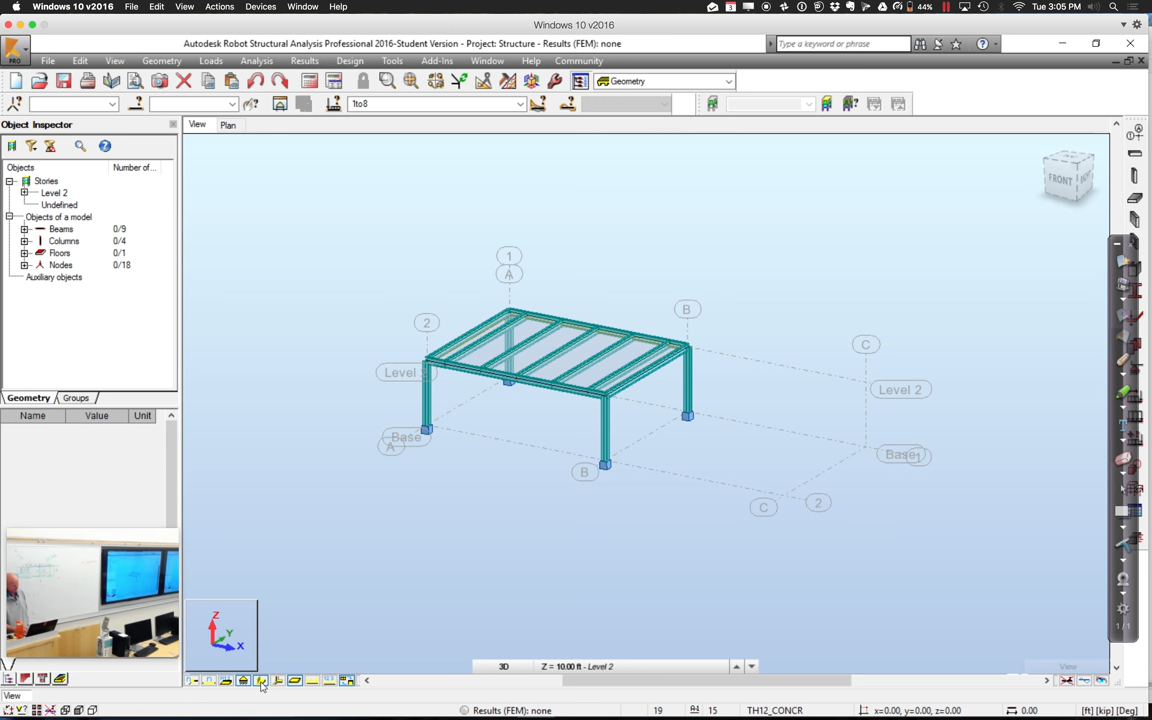 Windows 10 v2016 File Edit View Actions Devices Window Help 44% Tue 3:05 PM
Windows 10 v2016
PRO
Autodesk Robot Structural Analysis Professional 2016-Student Version - Project: Structure - Results (FEM): none
Type a keyword or phrase
File Edit View Geometry Loads Analysis Results Design Tools Add-Ins Window Help Community
Geometry
1to8
Object Inspector
View Plan
Objects Number of...
Stories
Level 2
Undefined
Objects of a model
Beams 0/9
Columns 0/4
Floors 0/1
Nodes 0/18
Auxiliary objects
Geometry Groups
Name Value Unit
FRONT
1
A
B
2
C
Level
Level 2
Base
A
B
Base
1
C
2
Z
Y
X
3D Z = 10.00 ft - Level 2
View
1/1
View
Results (FEM): none 19 15 TH12_CONCR x=0.00, y=0.00, z=0.00 0.00 [ft] [kip] [Deg]